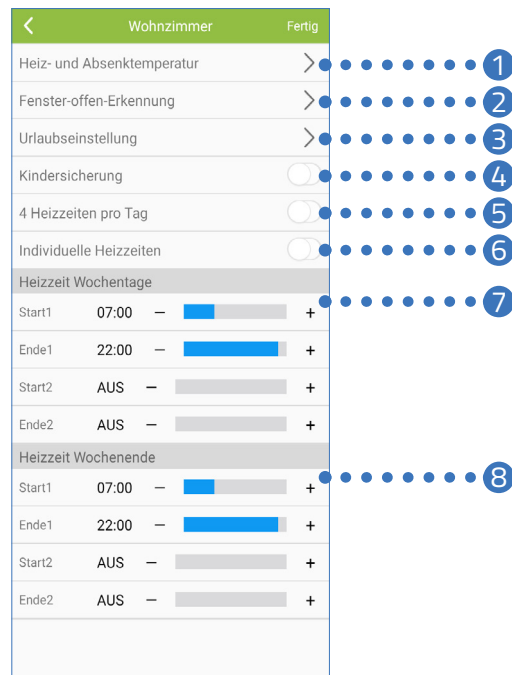 Wohnzimmer Fertig
Heiz- und Absenktemperatur 1
Fenster-offen-Erkennung 2
Urlaubseinstellung 3
Kindersicherung 4
4 Heizzeiten pro Tag 5
Individuelle Heizzeiten 6
Heizzeit Wochentage
Start1 07:00 – + 7
Ende1 22:00 – +
Start2 AUS – +
Ende2 AUS – +
Heizzeit Wochenende
Start1 07:00 – + 8
Ende1 22:00 – +
Start2 AUS – +
Ende2 AUS – +